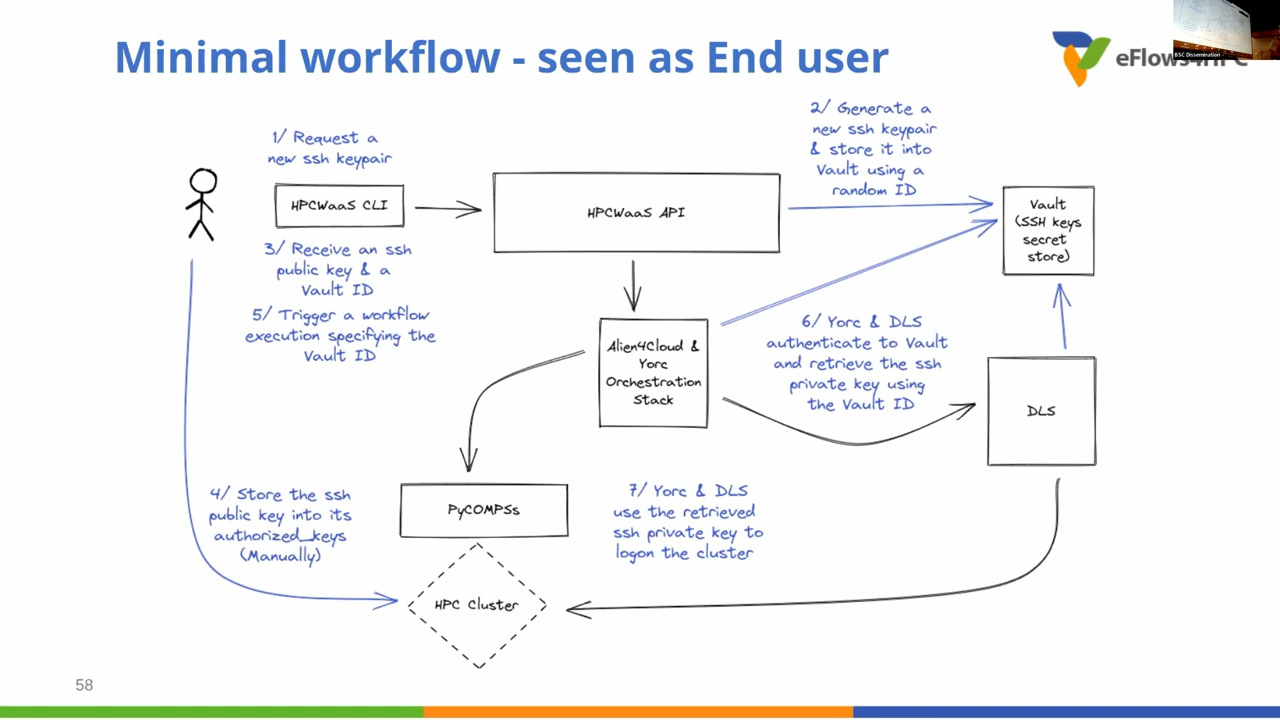 Minimal workflow - seen as End user
BSC Dissemination
eFlows4HPC
1/ Request a
new ssh keypair
HPCWaaS CLI
3/ Receive an ssh
public key & a
Vault ID
5/ Trigger a workflow
execution specifying the
Vault ID
HPCWaaS API
2/ Generate a
new ssh keypair
& store it into
Vault using a
random ID
Vault
(SSH keys
secret
store)
Alien4Cloud &
Yorc
Orchestration
Stack
6/ Yorc & DLS
authenticate to Vault
and retrieve the ssh
private key using
the Vault ID
DLS
4/ Store the ssh
public key into its
authorized_keys
(Manually)
PyCOMPSs
7/ Yorc & DLS
use the retrieved
ssh private key to
logon the cluster
HPC Cluster
58